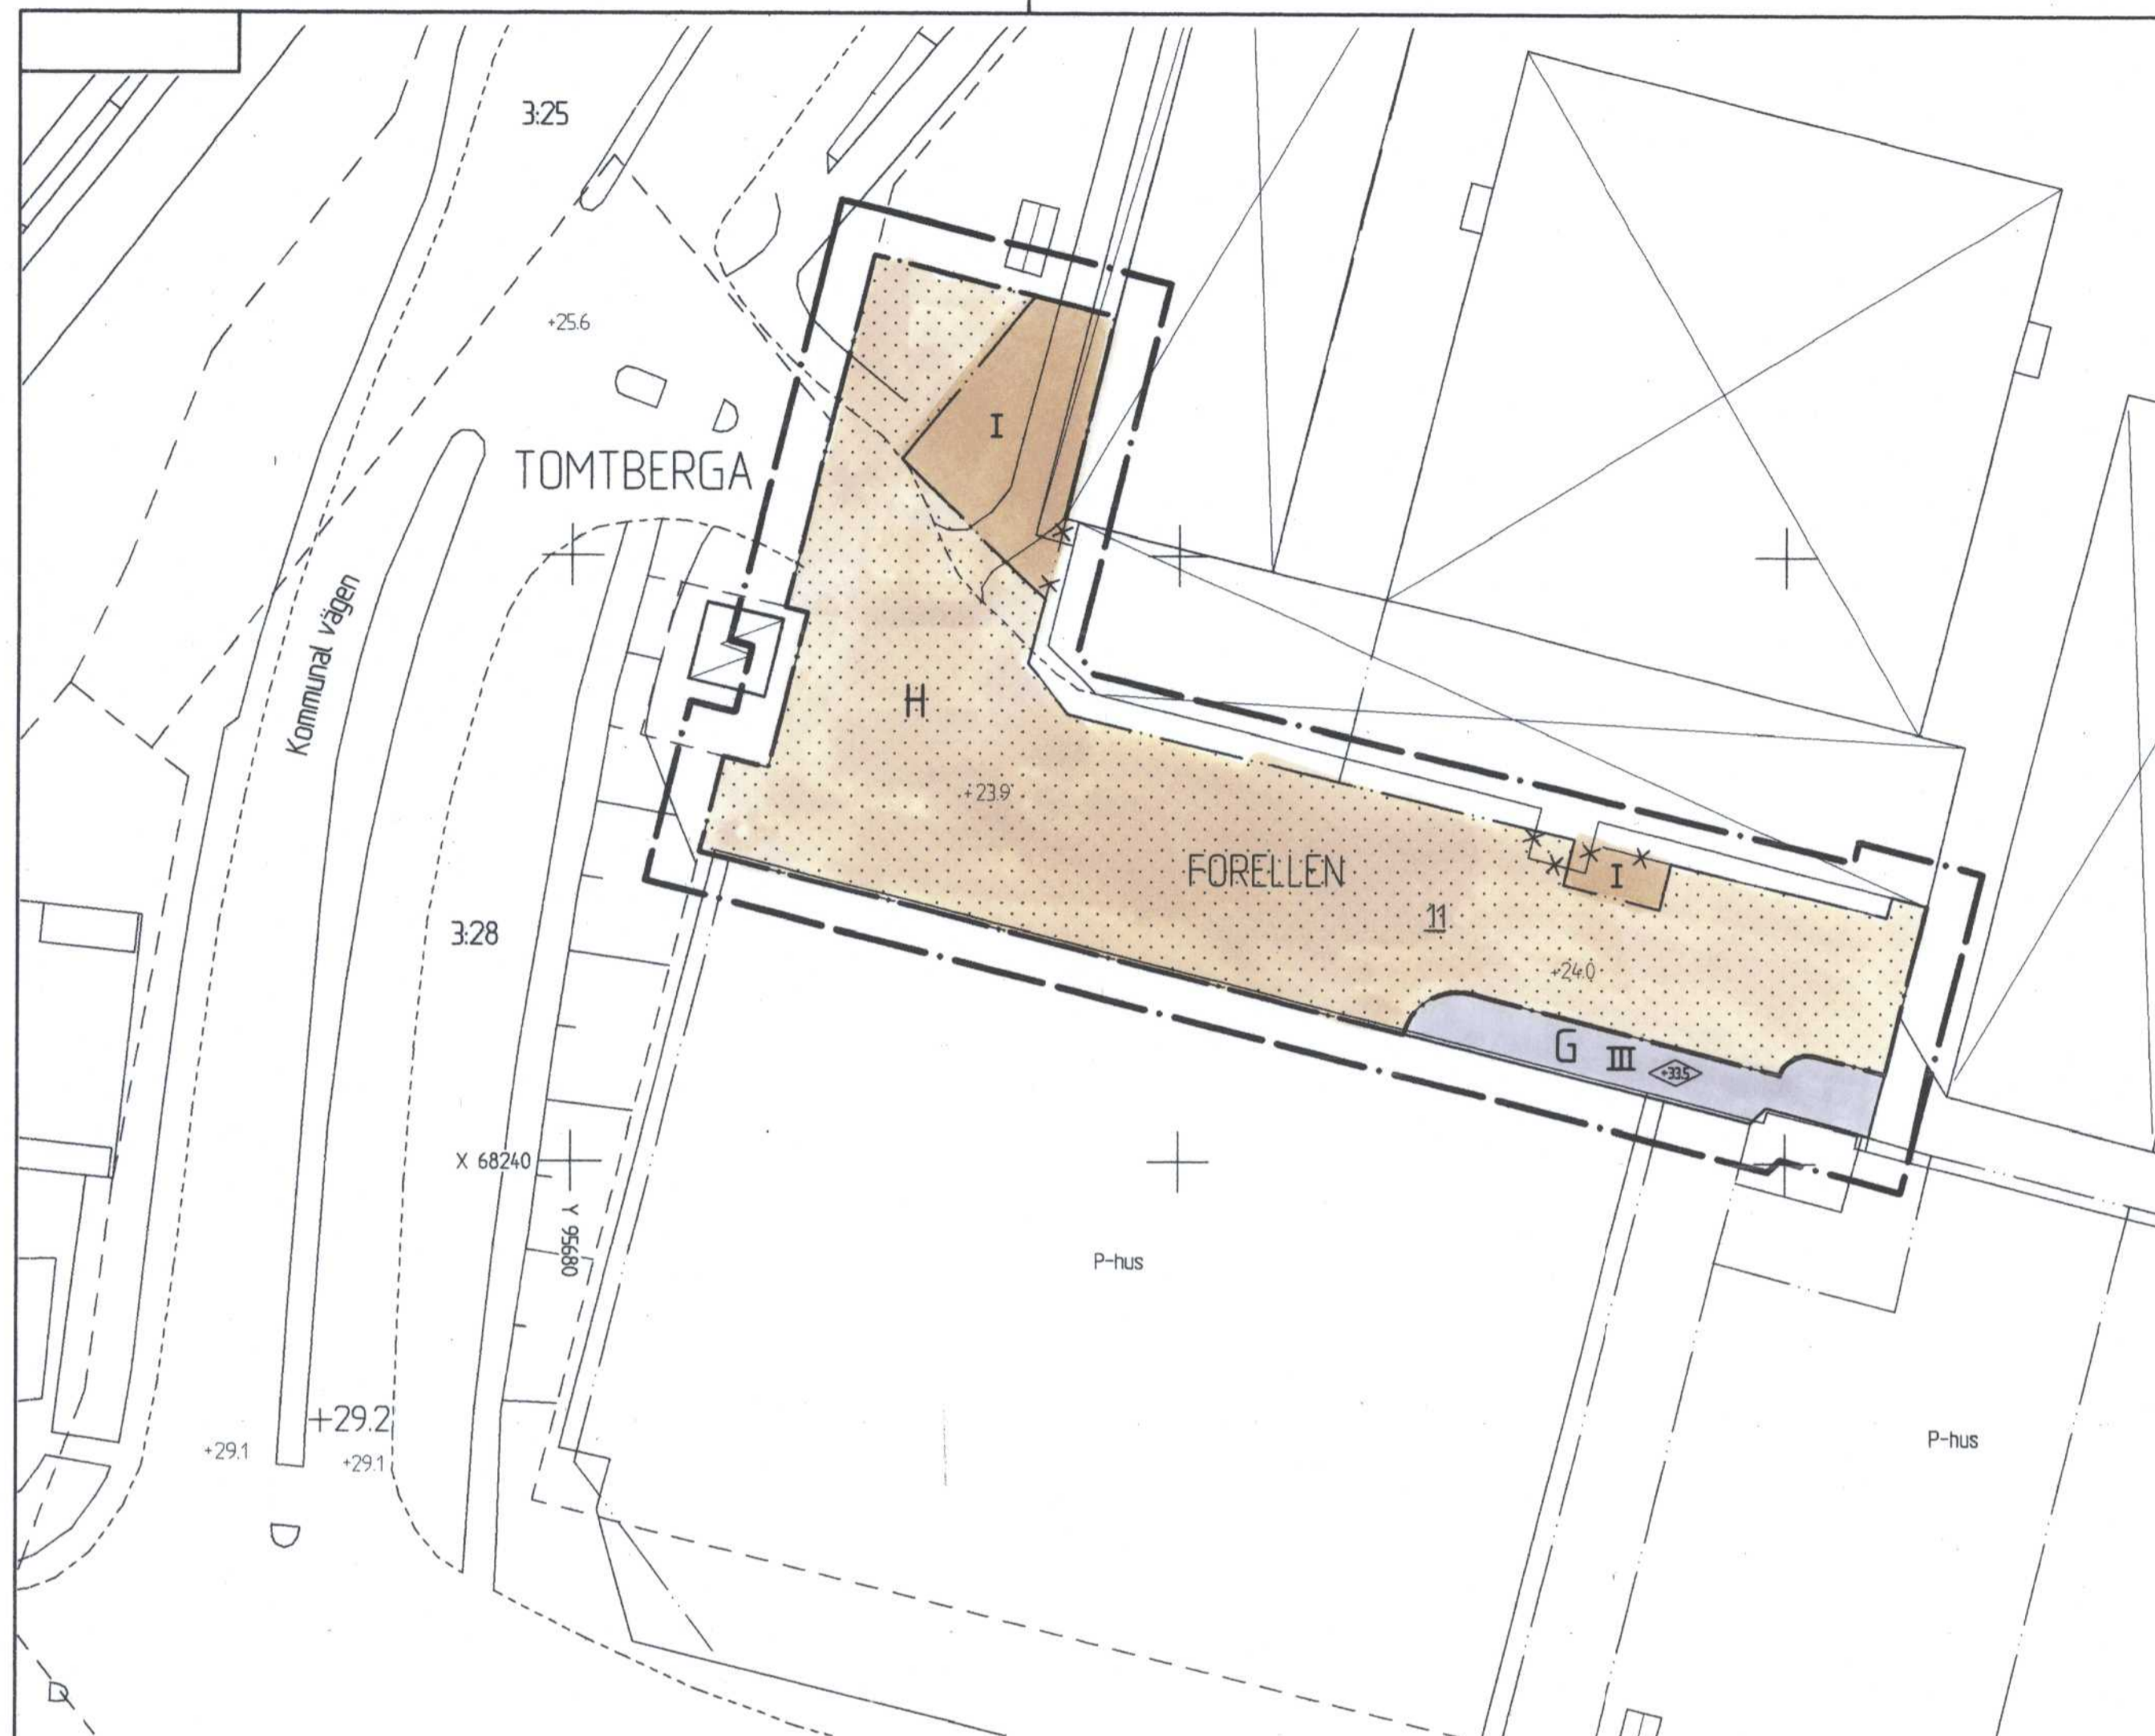 3:25
+25.6
TOMTBERGA
I
Kommunal vägen
H
+23.9
FORELLEN
I
11
3:28
+24.0
G III +33.5
X 68240
Y 95680
P-hus
+29.2
+29.1
+29.1
P-hus